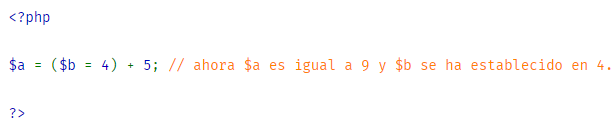 <?php
$a = ($b = 4) + 5; // ahora $a es igual a 9 y $b se ha establecido en 4.
?>